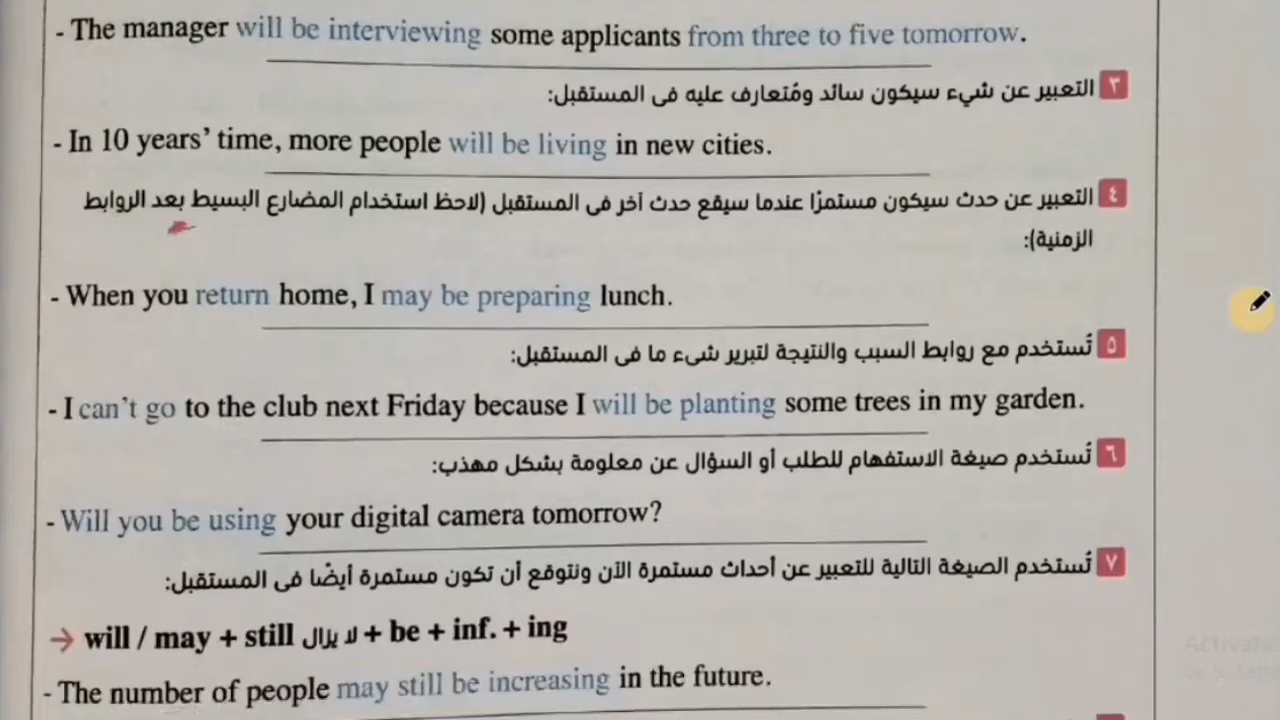 - The manager will be interviewing some applicants from three to five tomorrow.
٣ التعبير عن شيء سيكون سائد ومُتعارف عليه فى المستقبل:
- In 10 years' time, more people will be living in new cities.
٤ التعبير عن حدث سيكون مستمرًا عندما سيقع حدث آخر فى المستقبل (لاحظ استخدام المضارع البسيط بعد الروابط
الزمنية):
- When you return home, I may be preparing lunch.
٥ تُستخدم مع روابط السبب والنتيجة لتبرير شىء ما فى المستقبل:
- I can't go to the club next Friday because I will be planting some trees in my garden.
٦ تُستخدم صيغة الاستفهام للطلب أو السؤال عن معلومة بشكل مهذب:
- Will you be using your digital camera tomorrow?
٧ تُستخدم الصيغة التالية للتعبير عن أحداث مستمرة الآن ونتوقع أن تكون مستمرة أيضًا فى المستقبل:
→ will / may + still لا يزال + be + inf. + ing
- The number of people may still be increasing in the future.